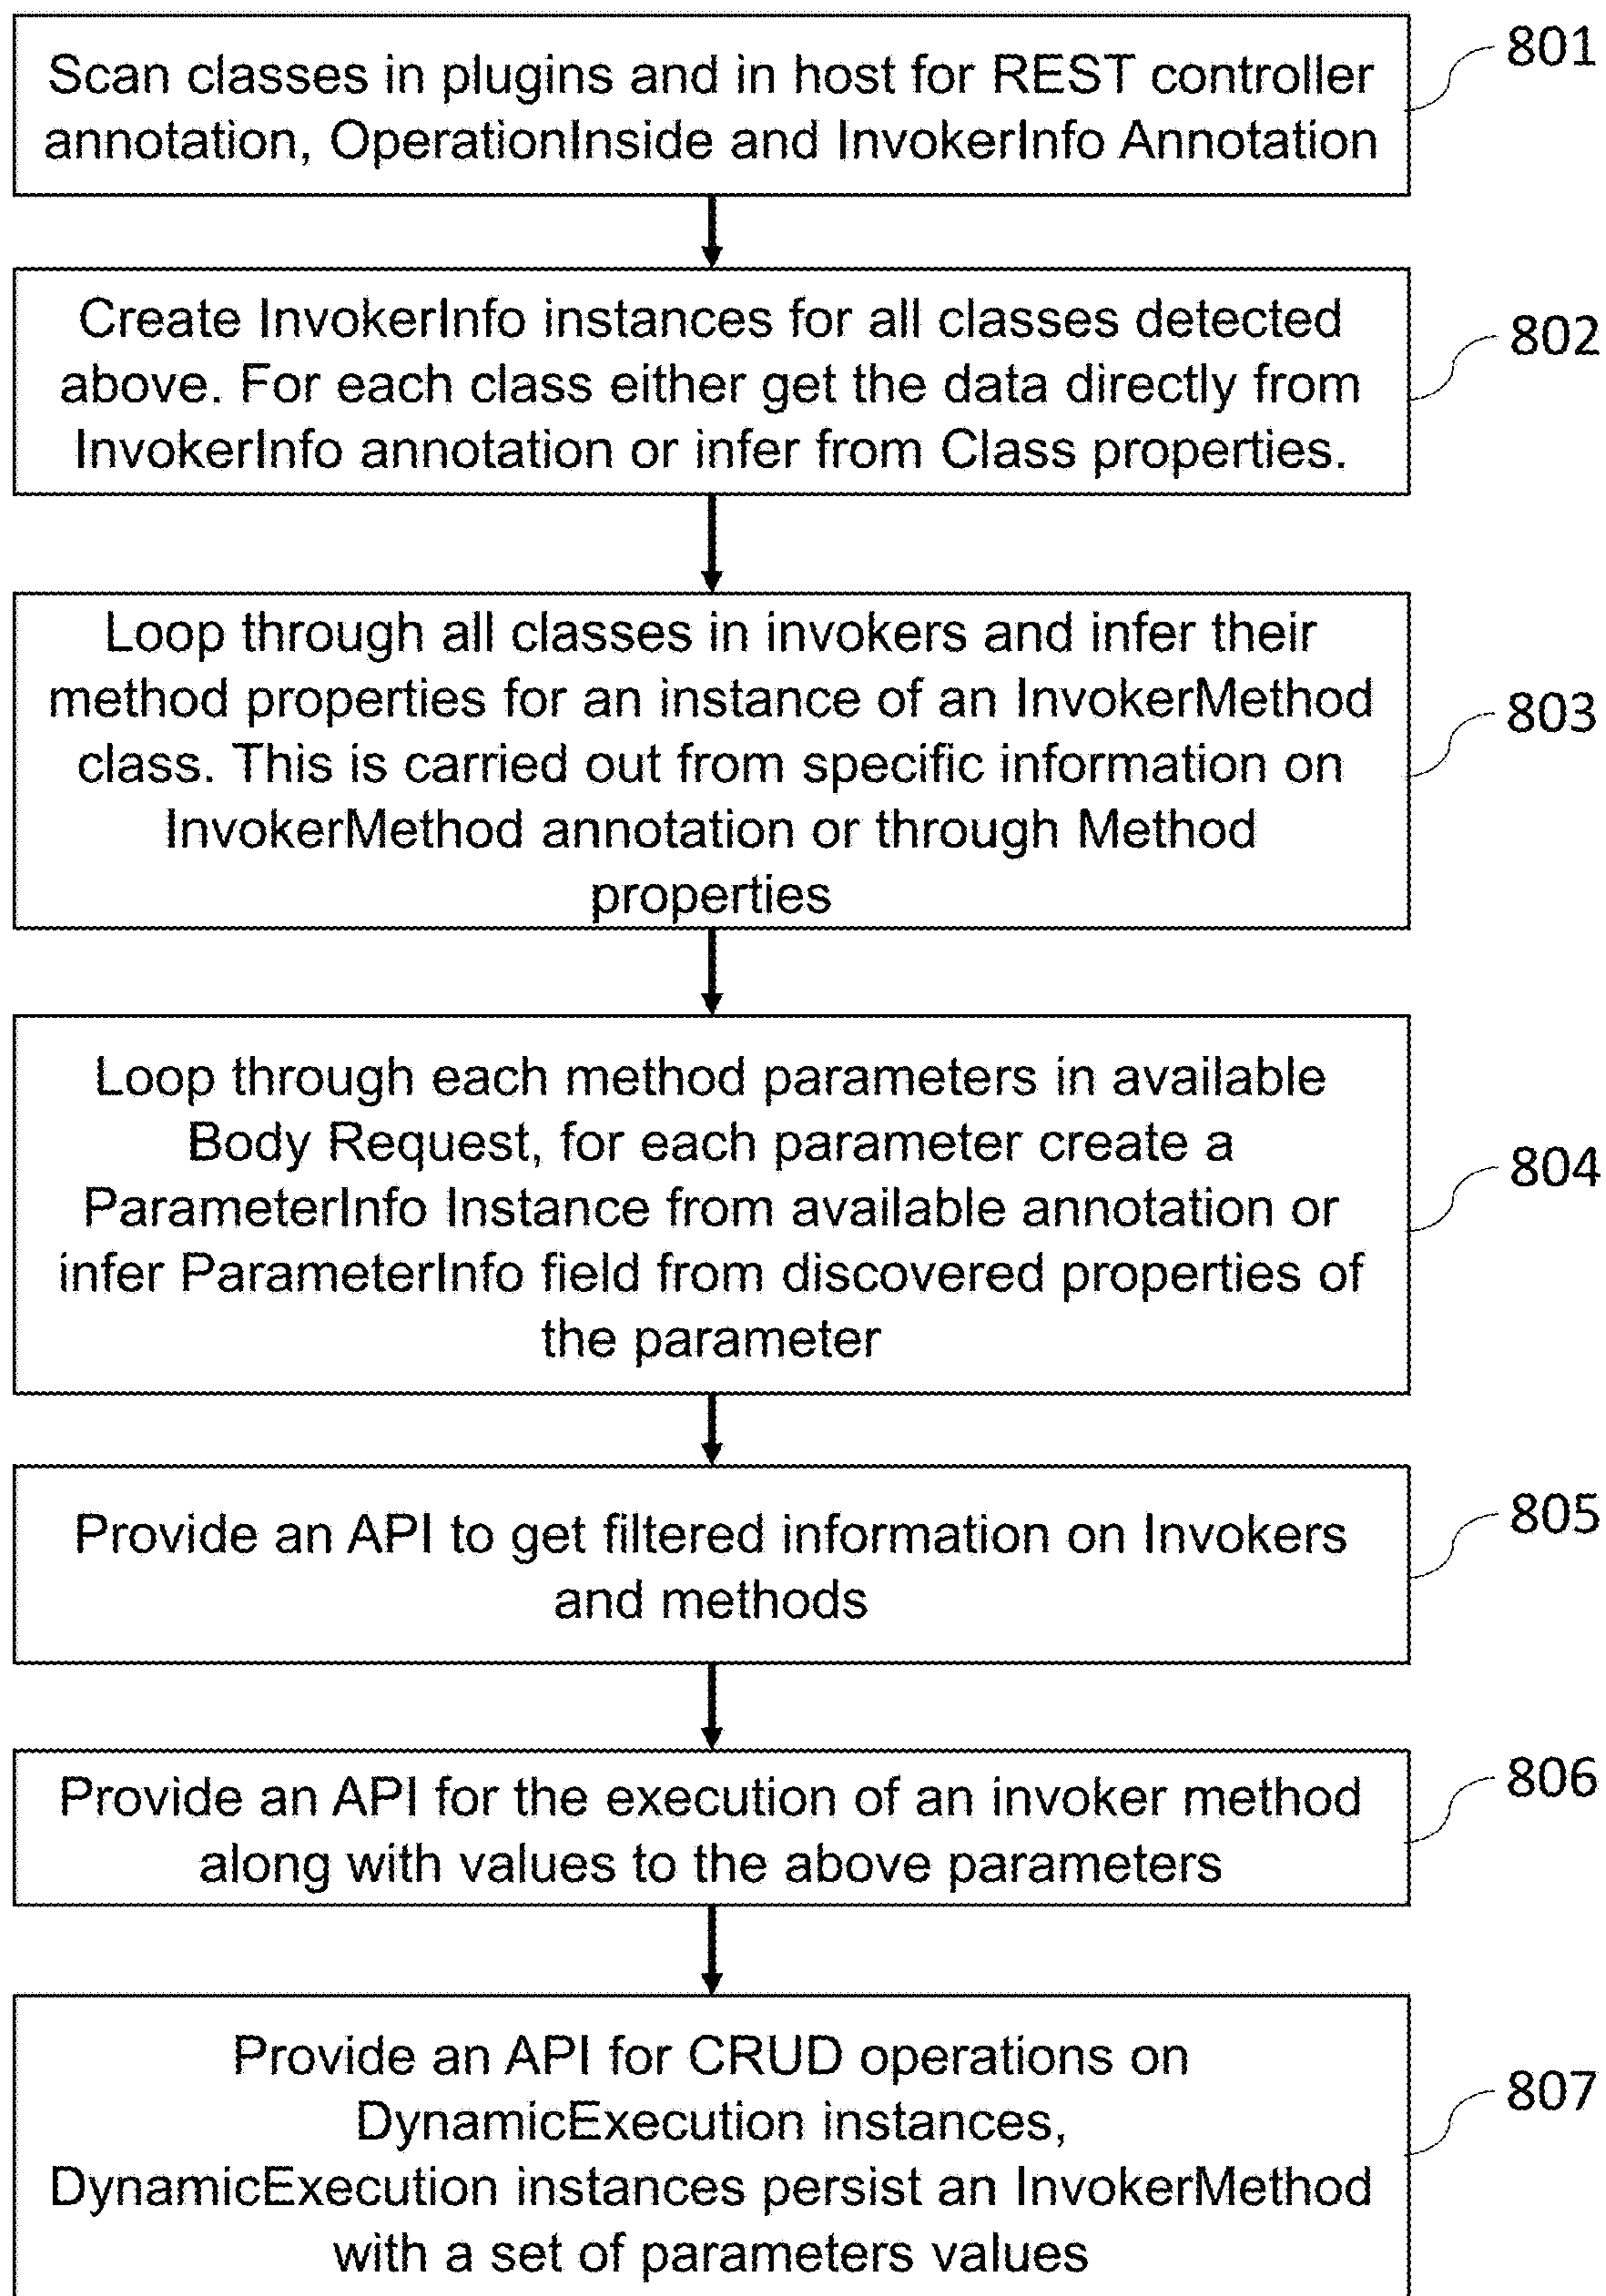 Scan classes in plugins and in host for REST controller
annotation, OperationInside and InvokerInfo Annotation
801
Create InvokerInfo instances for all classes detected
above. For each class either get the data directly from
InvokerInfo annotation or infer from Class properties.
802
Loop through all classes in invokers and infer their
method properties for an instance of an InvokerMethod
class. This is carried out from specific information on
InvokerMethod annotation or through Method
properties
803
Loop through each method parameters in available
Body Request, for each parameter create a
ParameterInfo Instance from available annotation or
infer ParameterInfo field from discovered properties of
the parameter
804
Provide an API to get filtered information on Invokers
and methods
805
Provide an API for the execution of an invoker method
along with values to the above parameters
806
Provide an API for CRUD operations on
DynamicExecution instances,
DynamicExecution instances persist an InvokerMethod
with a set of parameters values
807